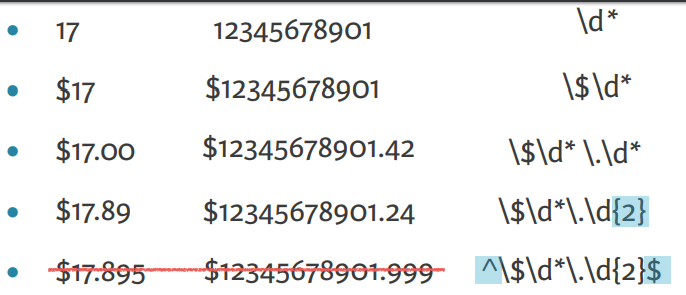 • 17 12345678901 \d*
• $17 $12345678901 \$\d*
• $17.00 $12345678901.42 \$\d* \.\d*
• $17.89 $12345678901.24 \$\d*\.\d{2}
• $17.895 $12345678901.999 ^\$\d*\.\d{2}$